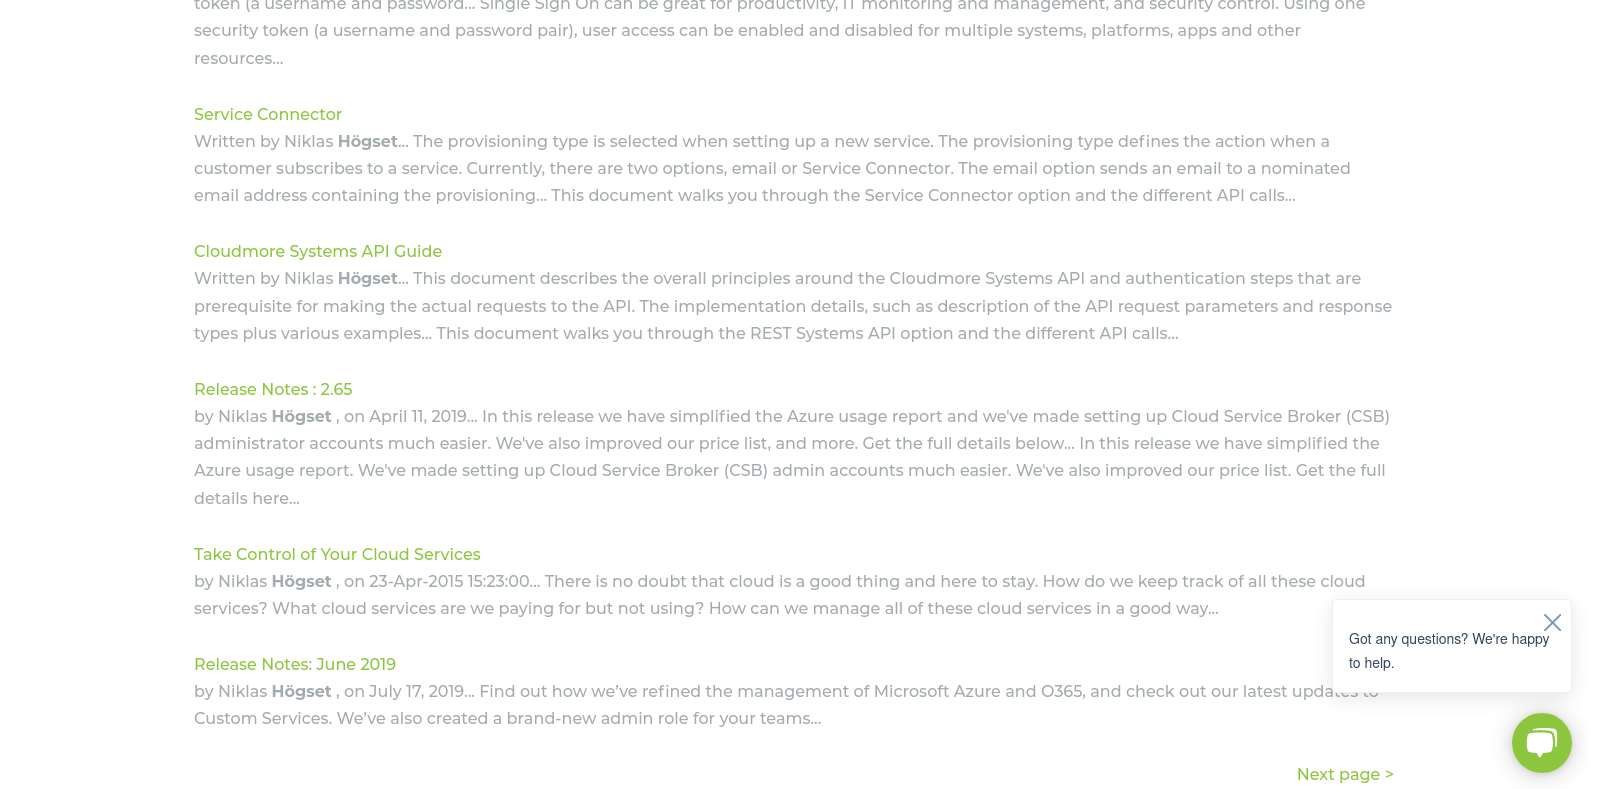 token (a username and password... Single Sign On can be great for productivity, IT monitoring and management, and security control. Using one
security token (a username and password pair), user access can be enabled and disabled for multiple systems, platforms, apps and other
resources...
Service Connector
Written by Niklas Högset... The provisioning type is selected when setting up a new service. The provisioning type defines the action when a
customer subscribes to a service. Currently, there are two options, email or Service Connector. The email option sends an email to a nominated
email address containing the provisioning... This document walks you through the Service Connector option and the different API calls...
Cloudmore Systems API Guide
Written by Niklas Högset... This document describes the overall principles around the Cloudmore Systems API and authentication steps that are
prerequisite for making the actual requests to the API. The implementation details, such as description of the API request parameters and response
types plus various examples... This document walks you through the REST Systems API option and the different API calls...
Release Notes : 2.65
by Niklas Högset , on April 11, 2019... In this release we have simplified the Azure usage report and we've made setting up Cloud Service Broker (CSB)
administrator accounts much easier. We've also improved our price list, and more. Get the full details below... In this release we have simplified the
Azure usage report. We've made setting up Cloud Service Broker (CSB) admin accounts much easier. We've also improved our price list. Get the full
details here...
Take Control of Your Cloud Services
by Niklas Högset , on 23-Apr-2015 15:23:00... There is no doubt that cloud is a good thing and here to stay. How do we keep track of all these cloud
services? What cloud services are we paying for but not using? How can we manage all of these cloud services in a good way...
Got any questions? We're happy
to help.
Release Notes: June 2019
by Niklas Högset , on July 17, 2019... Find out how we’ve refined the management of Microsoft Azure and O365, and check out our latest updates to
Custom Services. We’ve also created a brand-new admin role for your teams...
Next page >